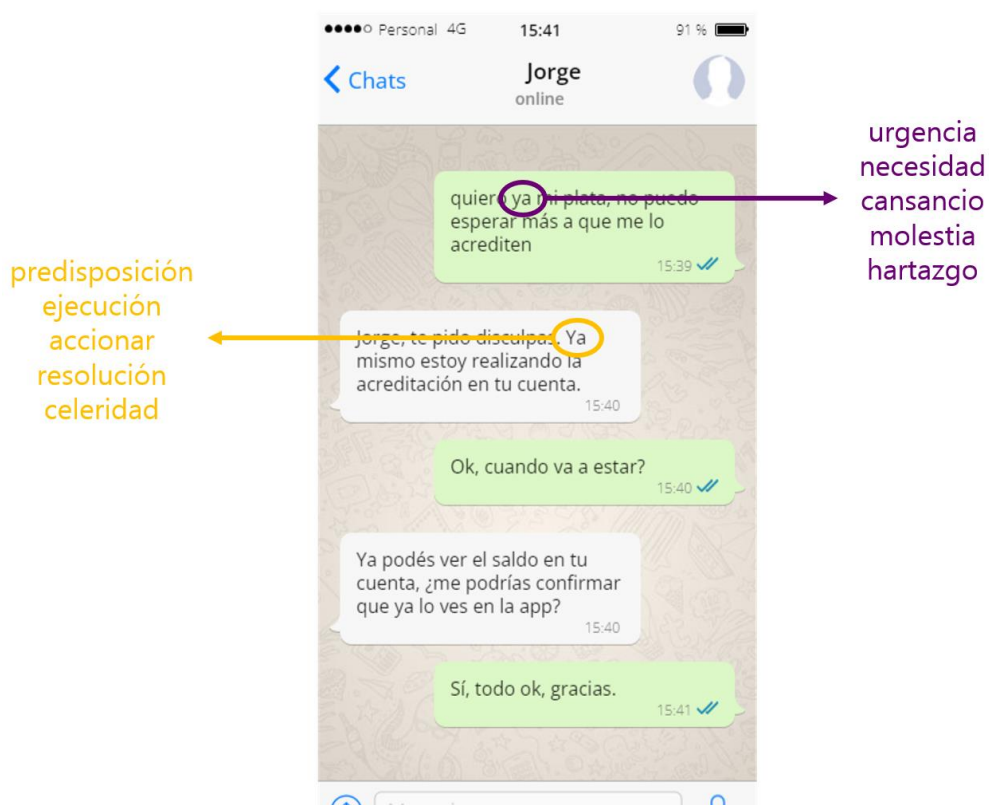 Personal 4G 15:41 91 %
Chats
Jorge
online
quiero ya mi plata, no puedo
esperar más a que me lo
acrediten
15:39
urgencia
necesidad
cansancio
molestia
hartazgo
Jorge, te pido disculpas. Ya
mismo estoy realizando la
acreditación en tu cuenta.
15:40
predisposición
ejecución
accionar
resolución
celeridad
Ok, cuando va a estar?
15:40
Ya podés ver el saldo en tu
cuenta, ¿me podrías confirmar
que ya lo ves en la app?
15:40
Sí, todo ok, gracias.
15:41